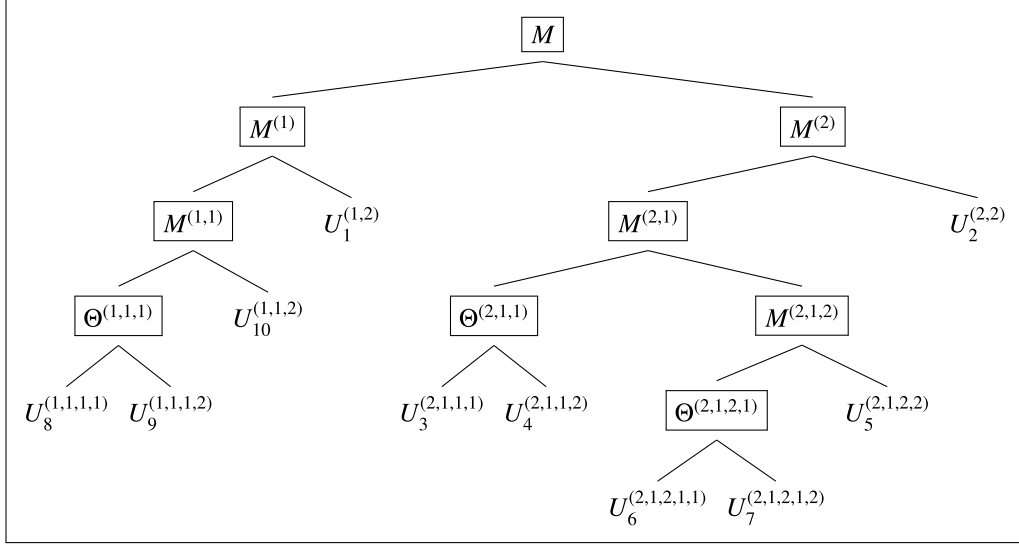 M
M^{(1)} M^{(2)}
M^{(1,1)} U_1^{(1,2)} M^{(2,1)} U_2^{(2,2)}
Θ^{(1,1,1)} U_{10}^{(1,1,2)} Θ^{(2,1,1)} M^{(2,1,2)}
U_8^{(1,1,1,1)} U_9^{(1,1,1,2)} U_3^{(2,1,1,1)} U_4^{(2,1,1,2)} Θ^{(2,1,2,1)} U_5^{(2,1,2,2)}
U_6^{(2,1,2,1,1)} U_7^{(2,1,2,1,2)}